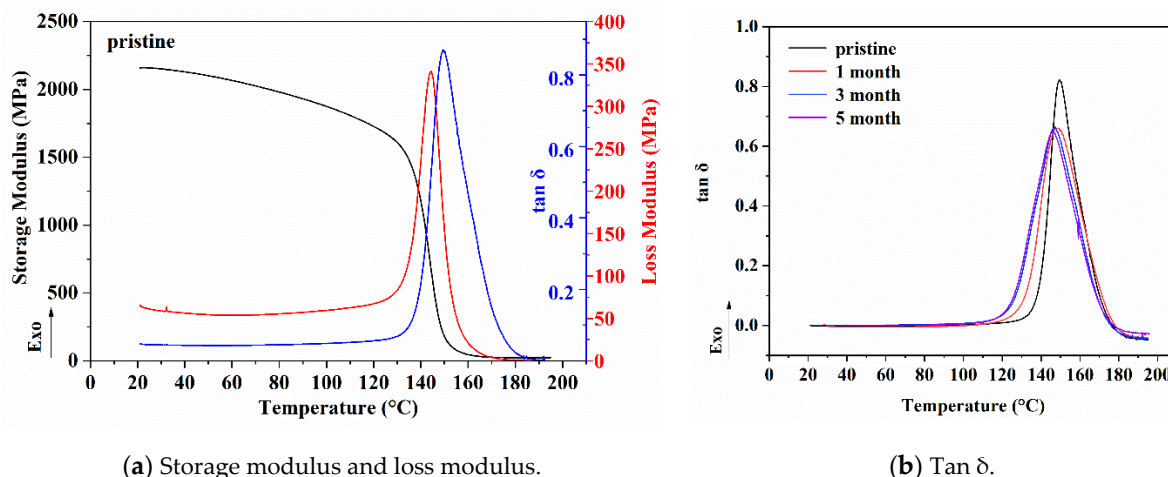 pristine
Storage Modulus (MPa)
2500
2000
1500
1000
500
0
Exo
0 20 40 60 80 100 120 140 160 180 200
Temperature (°C)
tan δ
0.8
0.6
0.4
0.2
0.0
Loss Modulus (MPa)
400
350
300
250
200
150
100
50
0
(a) Storage modulus and loss modulus.
pristine
1 month
3 month
5 month
tan δ
1.0
0.8
0.6
0.4
0.2
0.0
Exo
0 20 40 60 80 100 120 140 160 180 200
Temperature (°C)
(b) Tan δ.